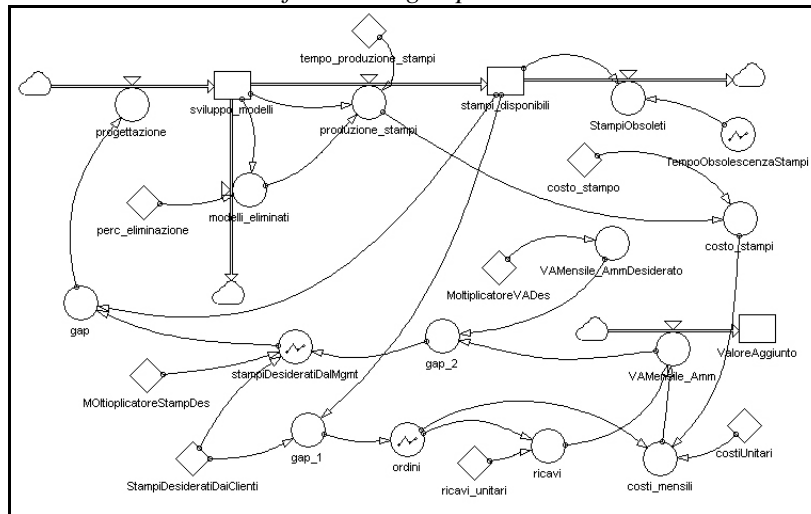 tempo_produzione_stampi
progettazione
sviluppo_modelli
produzione_stampi
stampi_disponibili
StampiObsoleti
TempoObsolescenzaStampi
costo_stampo
perc_eliminazione
modelli_eliminati
costo_stampi
VAMensile_AmmDesiderato
MoltiplicatoreVADes
gap
stampiDesideratiDalMgmt
gap_2
VAMensile_Amm
ValoreAggiunto
MOltioplicatoreStampDes
StampiDesideratiDaiClienti
gap_1
ordini
ricavi_unitari
ricavi
costi_mensili
costiUnitari